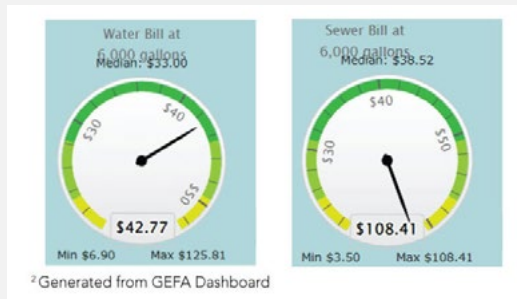 Water Bill at
6,000 gallons
Median: $33.00
$30
$40
$50
$42.77
Min $6.90 Max $125.81
Sewer Bill at
6,000 gallons
Median: $38.52
$30
$40
$50
$108.41
Min $3.50 Max $108.41
2 Generated from GEFA Dashboard